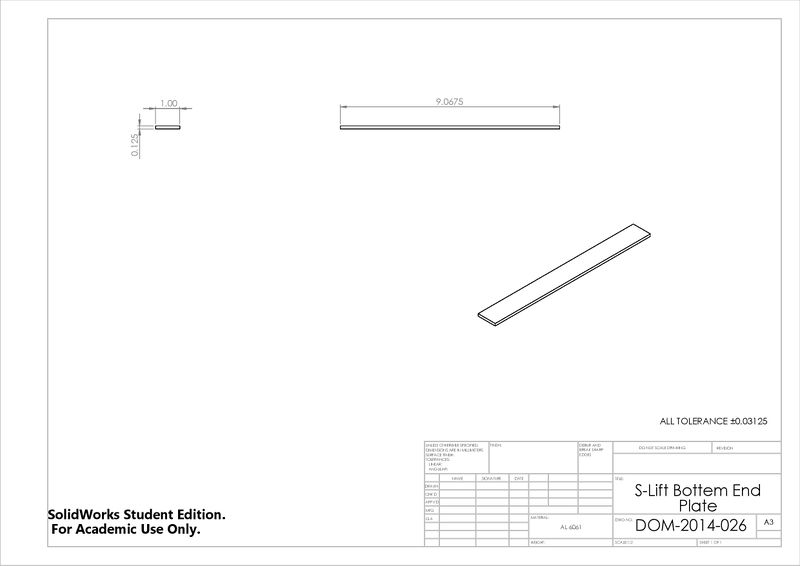 1.00
9.0675
0.125
ALL TOLERANCE ±0.03125
UNLESS OTHERWISE SPECIFIED:
DIMENSIONS ARE IN MILLIMETERS
SURFACE FINISH:
TOLERANCES:
LINEAR:
ANGULAR:
FINISH:
DEBUR AND
BREAK SHARP
EDGES
DO NOT SCALE DRAWING
REVISION
NAME
SIGNATURE
DATE
TITLE:
DRAWN
CHK'D
APPV'D
MFG
Q.A
S-Lift Bottem End
Plate
MATERIAL:
AL 6061
DWG NO.
DOM-2014-026
A3
WEIGHT:
SCALE:1:2
SHEET 1 OF 1
SolidWorks Student Edition.
For Academic Use Only.